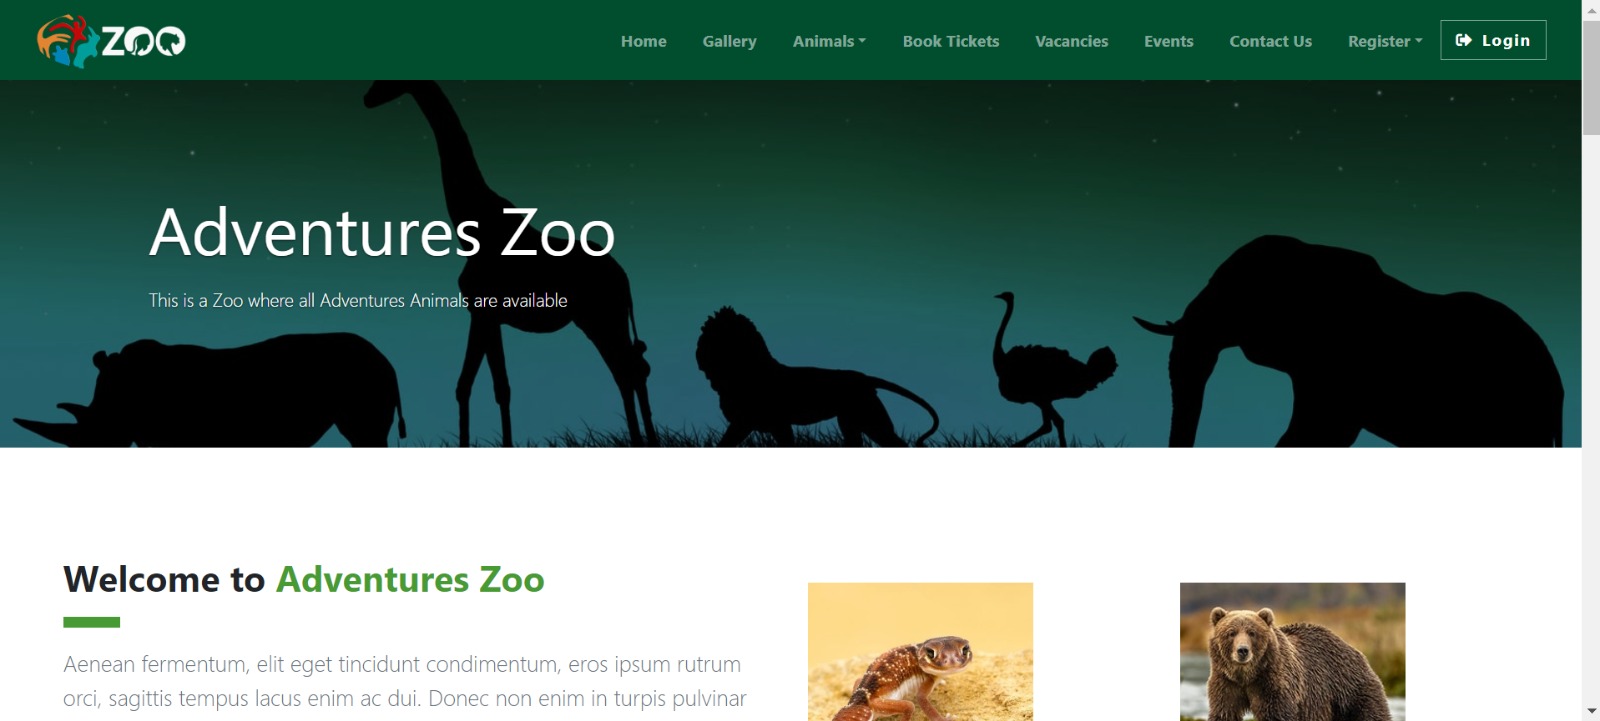 ZOO
Home Gallery Animals Book Tickets Vacancies Events Contact Us Register Login
Adventures Zoo
This is a Zoo where all Adventures Animals are available
Welcome to Adventures Zoo
Aenean fermentum, elit eget tincidunt condimentum, eros ipsum rutrum
orci, sagittis tempus lacus enim ac dui. Donec non enim in turpis pulvinar